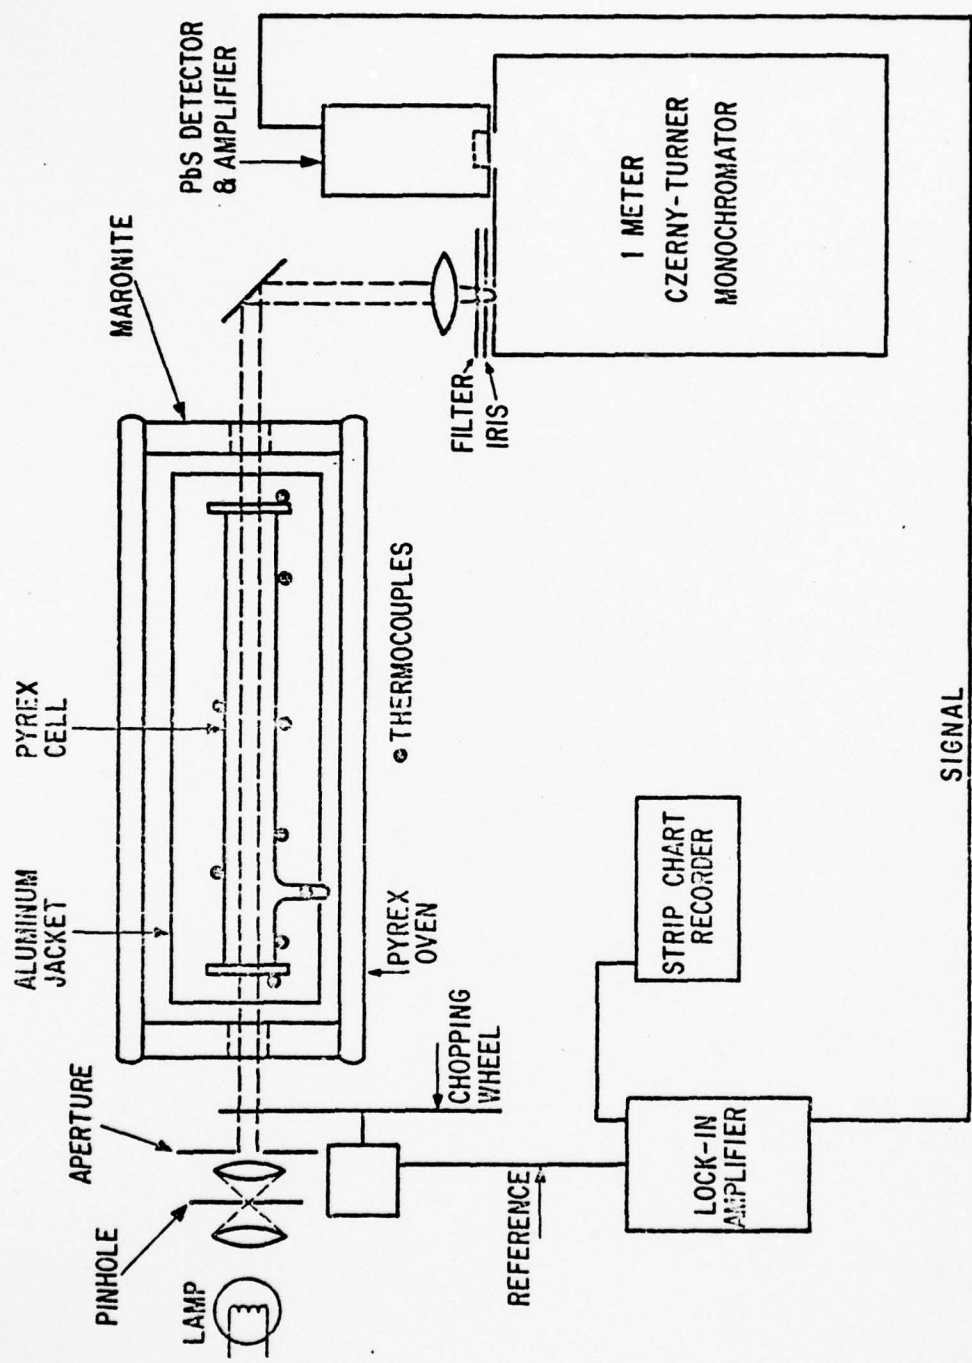 LAMP
PINHOLE
APERTURE
ALUMINUM
JACKET
PYREX
CELL
MARONITE
PbS DETECTOR
& AMPLIFIER
CHOPPING
WHEEL
PYREX
OVEN
THERMOCOUPLES
FILTER
IRIS
1 METER
CZERNY-TURNER
MONOCHROMATOR
REFERENCE
LOCK-IN
AMPLIFIER
STRIP CHART
RECORDER
SIGNAL